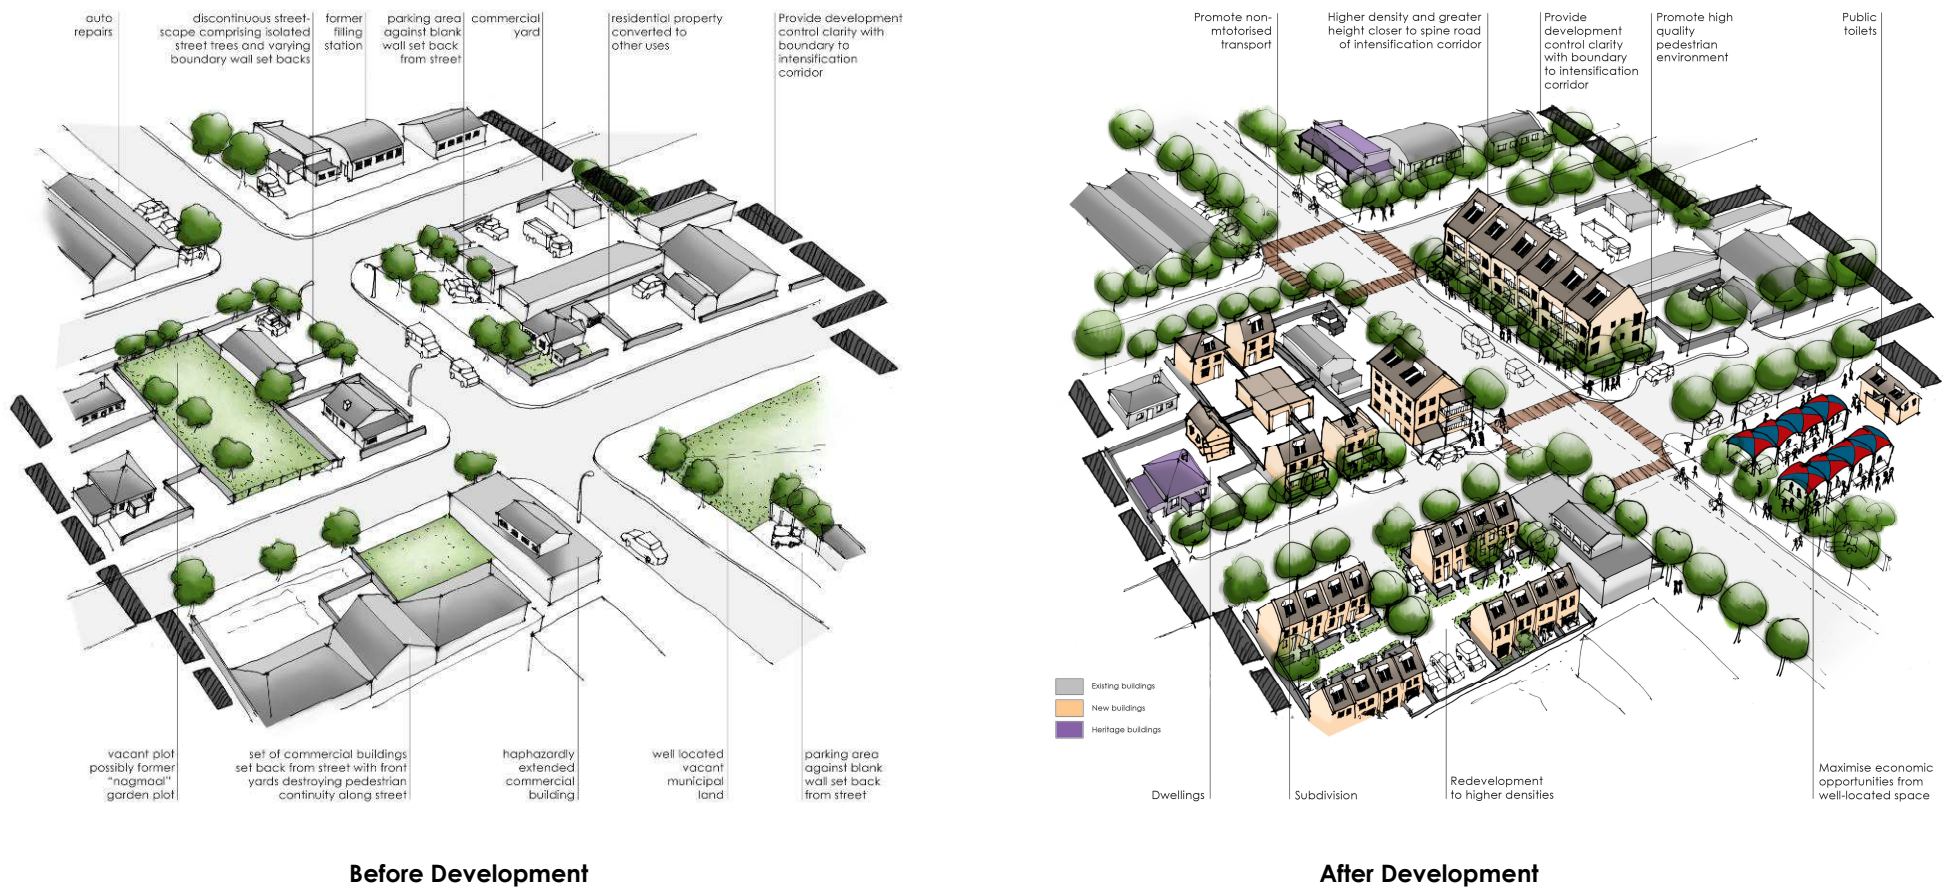 auto
repairs
discontinuous street-
scape comprising isolated
street trees and varying
boundary wall set backs
former
filling
station
parking area
against blank
wall set back
from street
commercial
yard
residential property
converted to
other uses
Provide development
control clarity with
boundary to
intensification
corridor
vacant plot
possibly former
"nagmaal"
garden plot
set of commercial buildings
set back from street with front
yards destroying pedestrian
continuity along street
haphazardly
extended
commercial
building
well located
vacant
municipal
land
parking area
against blank
wall set back
from street
Before Development
Promote non-
mtotorised
transport
Higher density and greater
height closer to spine road
of intensification corridor
Provide
development
control clarity
with boundary
to intensification
corridor
Promote high
quality
pedestrian
environment
Public
toilets
Existing buildings
New buildings
Heritage buildings
Dwellings
Subdivision
Redevelopment
to higher densities
Maximise economic
opportunities from
well-located space
After Development